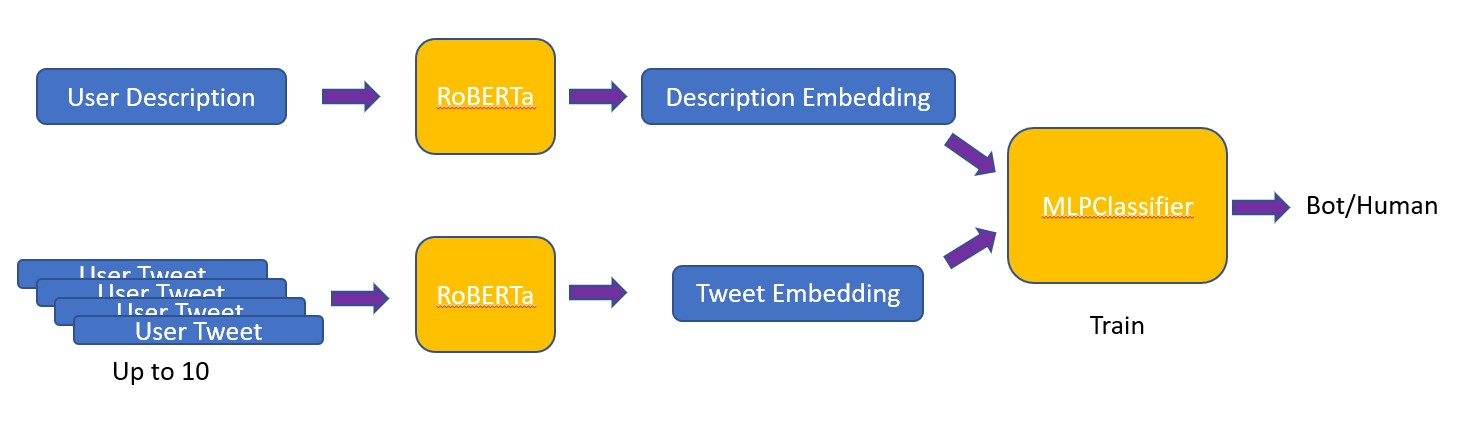 User Description
RoBERTa
Description Embedding
MLPClassifier
Bot/Human
User Tweet
User Tweet
User Tweet
User Tweet
RoBERTa
Tweet Embedding
Train
Up to 10